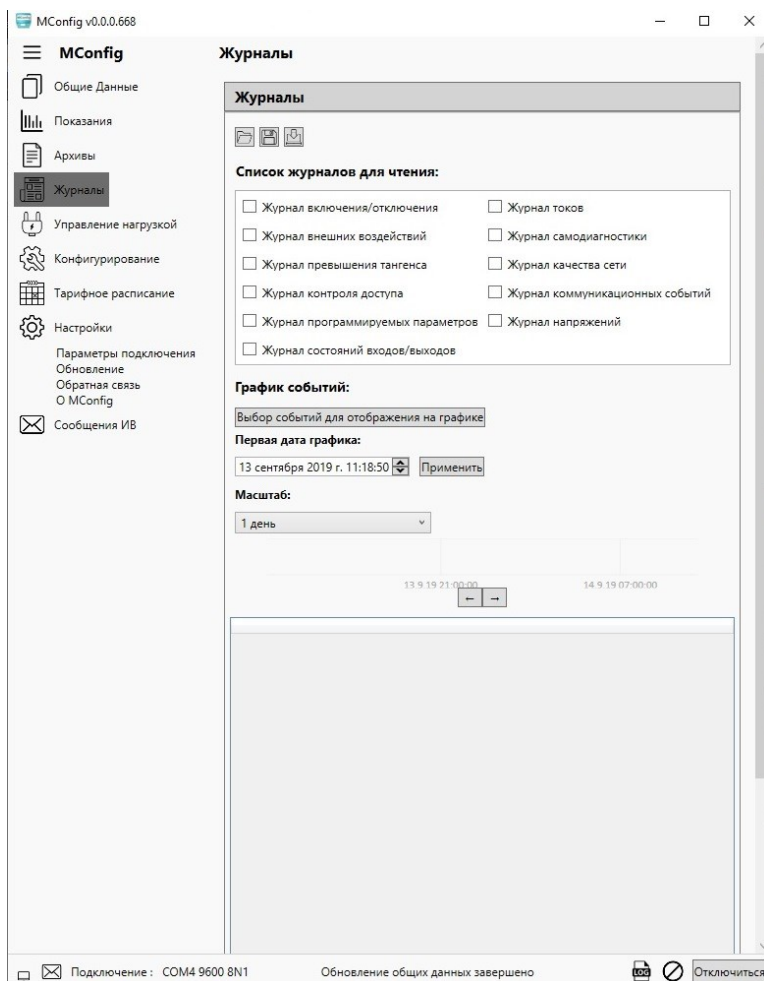 MConfig v0.0.0.668
MConfig
Журналы
Общие Данные
Показания
Архивы
Журналы
Управление нагрузкой
Конфигурирование
Тарифное расписание
Настройки
Параметры подключения
Обновление
Обратная связь
О MConfig
Сообщения ИВ
Журналы
Список журналов для чтения:
Журнал включения/отключения
Журнал токов
Журнал внешних воздействий
Журнал самодиагностики
Журнал превышения тангенса
Журнал качества сети
Журнал контроля доступа
Журнал коммуникационных событий
Журнал программируемых параметров
Журнал напряжений
Журнал состояний входов/выходов
График событий:
Выбор событий для отображения на графике
Первая дата графика:
13 сентября 2019 г. 11:18:50
Применить
Масштаб:
1 день
13.9.19 21:00:00
14.9.19 07:00:00
← →
Подключение : COM4 9600 8N1
Обновление общих данных завершено
LOG
Отключиться